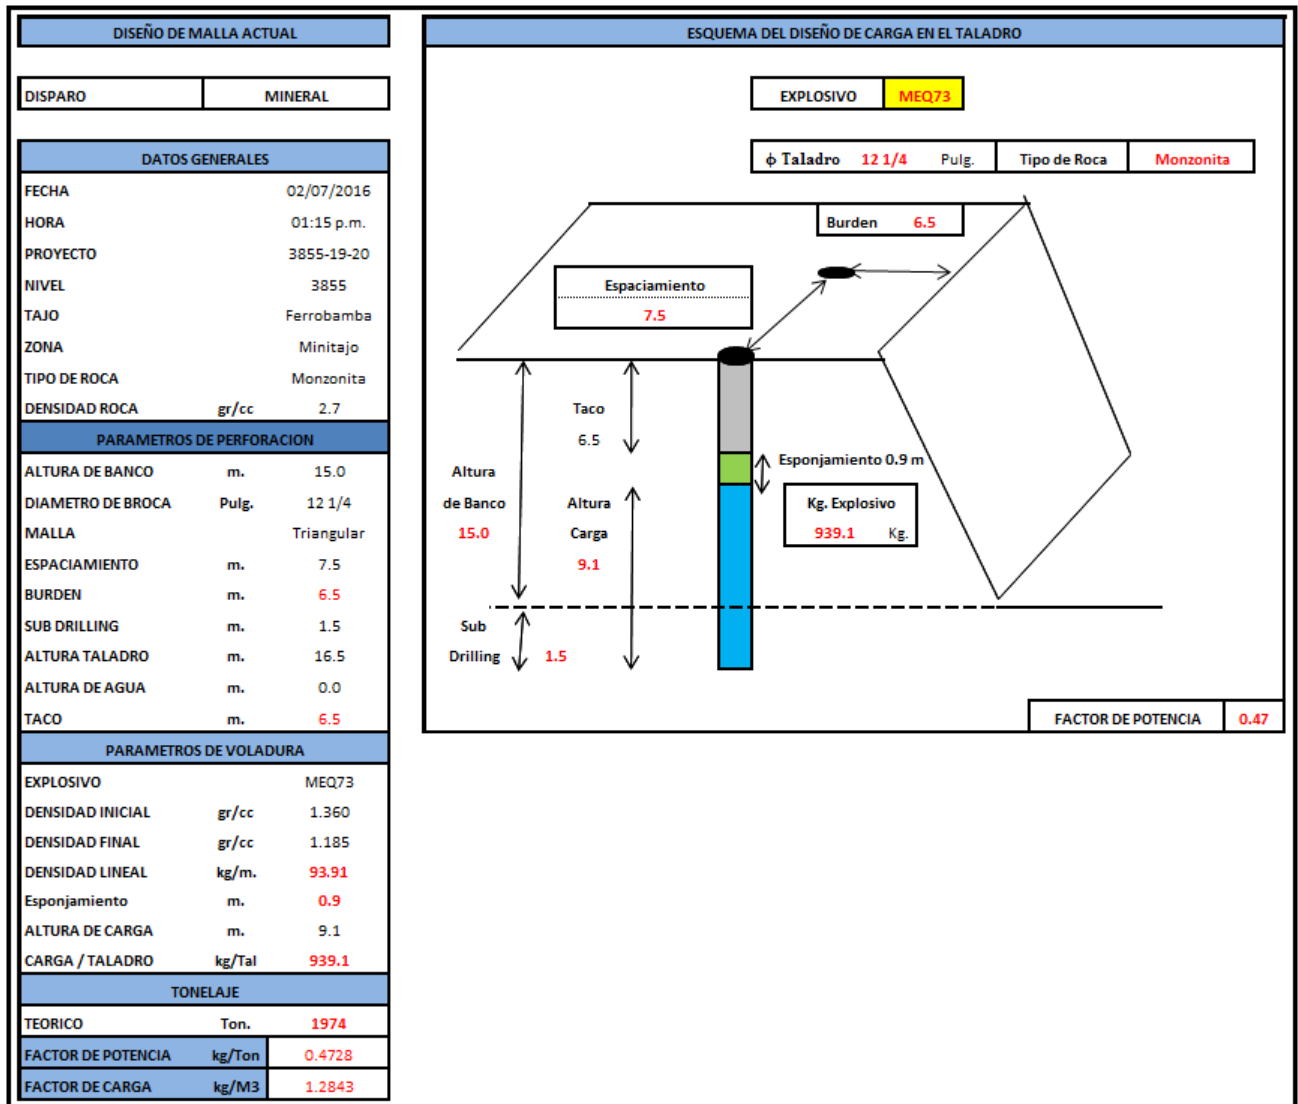 DISEÑO DE MALLA ACTUAL
DISPARO MINERAL
DATOS GENERALES
FECHA 02/07/2016
HORA 01:15 p.m.
PROYECTO 3855-19-20
NIVEL 3855
TAJO Ferrobamba
ZONA Minitajo
TIPO DE ROCA Monzonita
DENSIDAD ROCA gr/cc 2.7
PARAMETROS DE PERFORACION
ALTURA DE BANCO m. 15.0
DIAMETRO DE BROCA Pulg. 12 1/4
MALLA Triangular
ESPACIAMIENTO m. 7.5
BURDEN m. 6.5
SUB DRILLING m. 1.5
ALTURA TALADRO m. 16.5
ALTURA DE AGUA m. 0.0
TACO m. 6.5
PARAMETROS DE VOLADURA
EXPLOSIVO MEQ73
DENSIDAD INICIAL gr/cc 1.360
DENSIDAD FINAL gr/cc 1.185
DENSIDAD LINEAL kg/m. 93.91
Esponjamiento m. 0.9
ALTURA DE CARGA m. 9.1
CARGA / TALADRO kg/Tal 939.1
TONELAJE
TEORICO Ton. 1974
FACTOR DE POTENCIA kg/Ton 0.4728
FACTOR DE CARGA kg/M3 1.2843
ESQUEMA DEL DISEÑO DE CARGA EN EL TALADRO
EXPLOSIVO MEQ73
ϕ Taladro 12 1/4 Pulg. Tipo de Roca Monzonita
Burden 6.5
Espaciamiento
7.5
Taco
6.5
Esponjamiento 0.9 m
Altura
de Banco
15.0
Altura
Carga
9.1
Kg. Explosivo
939.1 Kg.
Sub
Drilling 1.5
FACTOR DE POTENCIA 0.47